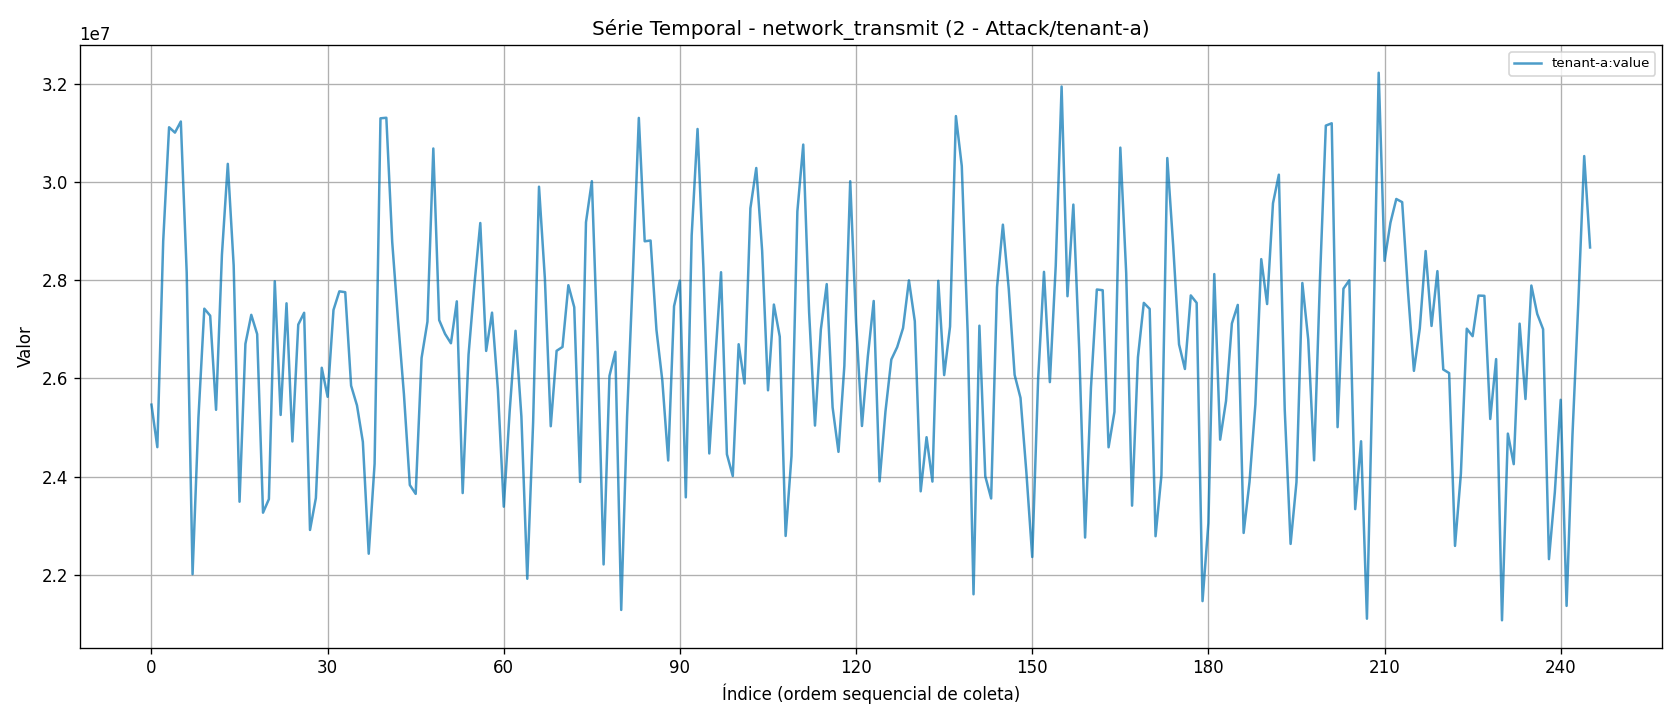 Série Temporal - network_transmit (2 - Attack/tenant-a)
1e7
tenant-a:value
3.2
3.0
2.8
2.6
2.4
2.2
Valor
0 30 60 90 120 150 180 210 240
Índice (ordem sequencial de coleta)